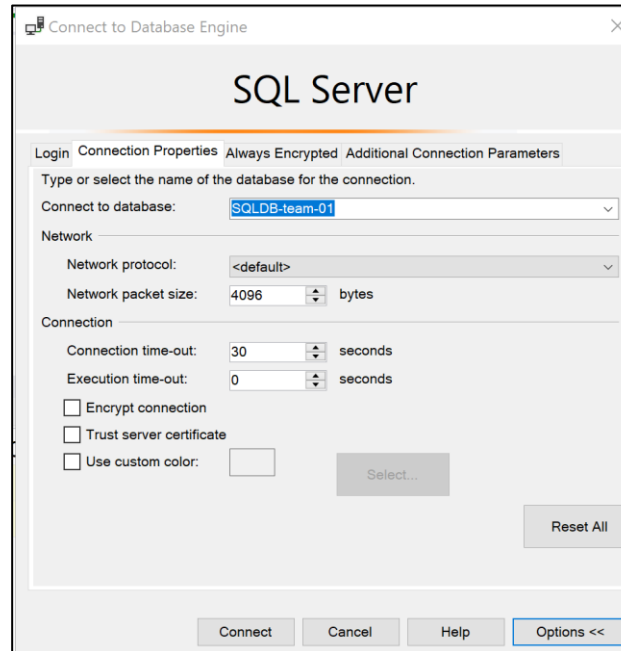 Connect to Database Engine
SQL Server
Login Connection Properties Always Encrypted Additional Connection Parameters
Type or select the name of the database for the connection.
Connect to database: SQLDB-team-01
Network
Network protocol: <default>
Network packet size: 4096 bytes
Connection
Connection time-out: 30 seconds
Execution time-out: 0 seconds
Encrypt connection
Trust server certificate
Use custom color: Select...
Reset All
Connect Cancel Help Options <<